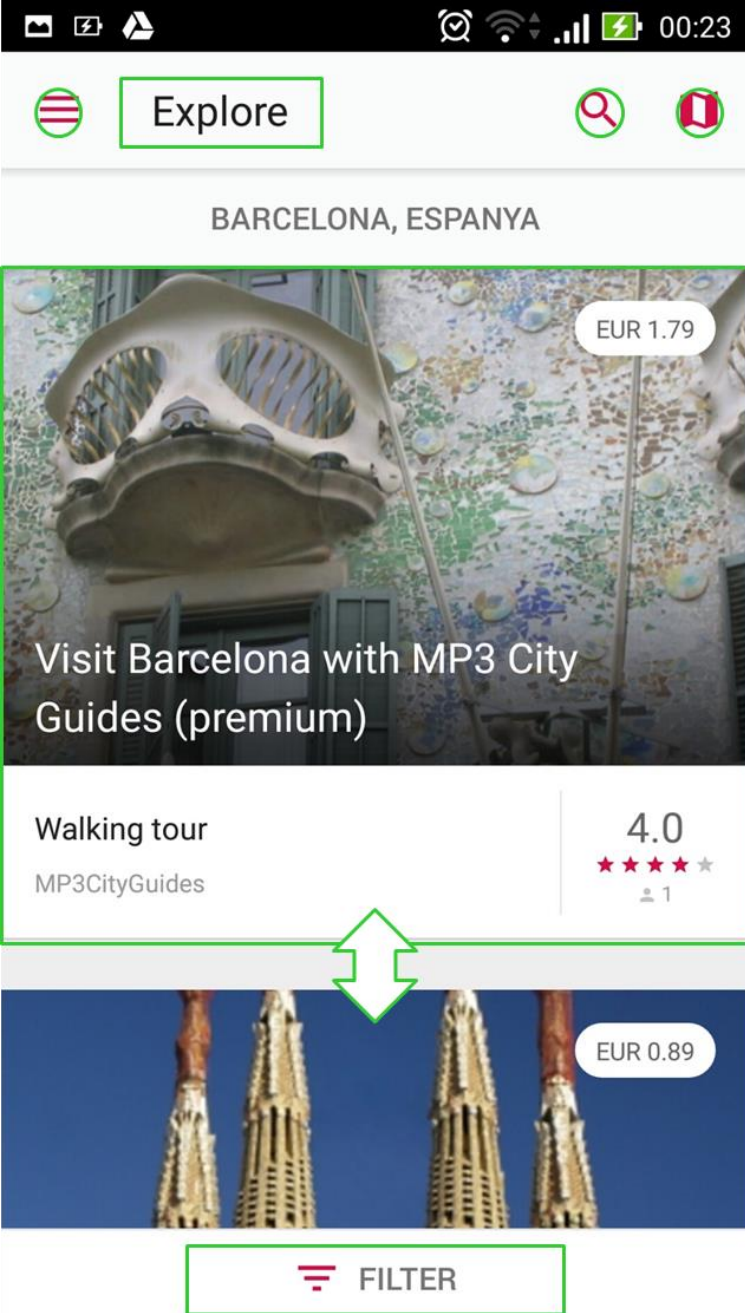 00:23
Explore
BARCELONA, ESPANYA
EUR 1.79
Visit Barcelona with MP3 City
Guides (premium)
Walking tour
4.0
MP3CityGuides
1
EUR 0.89
FILTER